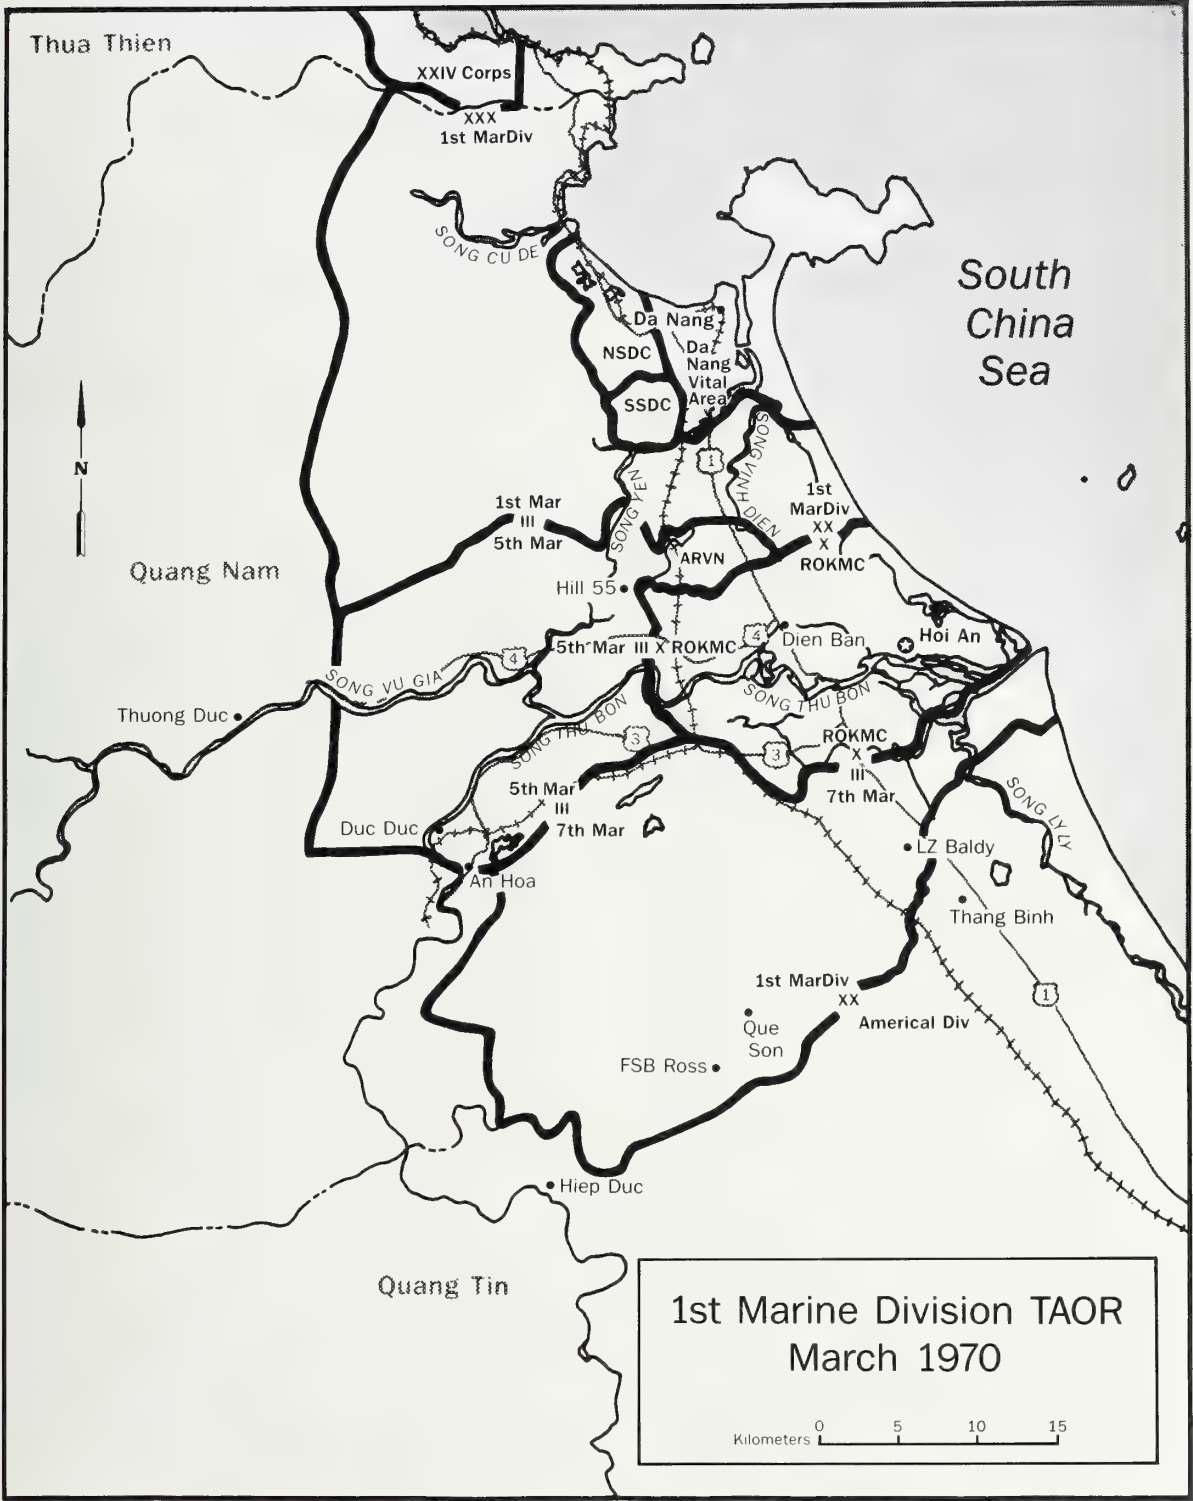 Thua Thien
XXIV Corps
XXX
1st MarDiv
SONG CU DE
South
China
Sea
Da Nang
NSDC
Da
Nang
Vital
Area
SSDC
N
1
SONG VINH DIEN
SONG YEN
1st Mar
III
5th Mar
1st
MarDiv
XX
X
ROKMC
ARVN
Quang Nam
Hill 55
4
Dien Ban
Hoi An
5th Mar III X ROKMC
4
SONG VU GIA
SONG THU BON
Thuong Duc
SONG THU BON
3
3
ROKMC
X
III
7th Mar
5th Mar
III
7th Mar
SONG LY LY
Duc Duc
LZ Baldy
An Hoa
Thang Binh
1st MarDiv
XX
Americal Div
1
Que
Son
FSB Ross
Hiep Duc
Quang Tin
1st Marine Division TAOR
March 1970
Kilometers 0 5 10 15